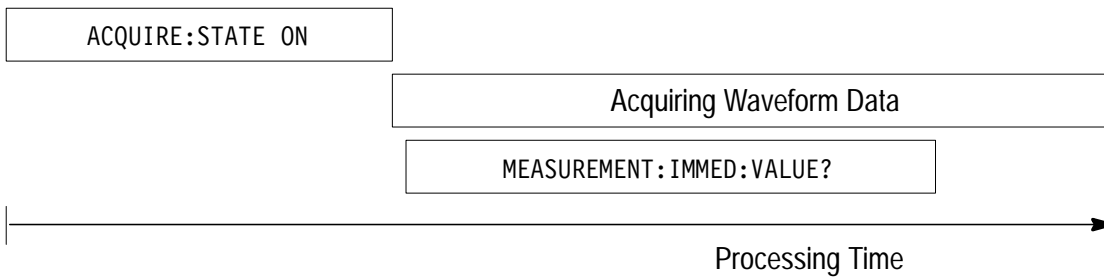 ACQUIRE:STATE ON
Acquiring Waveform Data
MEASUREMENT:IMMED:VALUE?
Processing Time